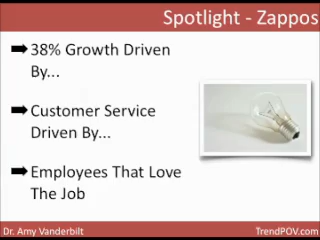 Spotlight - Zappos
38% Growth Driven
By...
Customer Service
Driven By...
Employees That Love
The Job
Dr. Amy Vanderbilt
TrendPOV.com